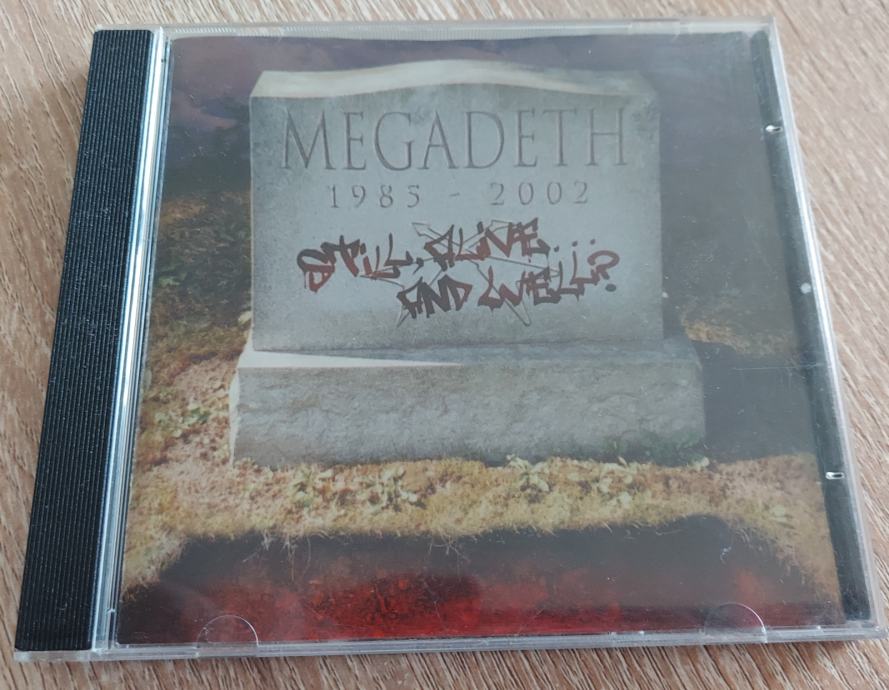 MEGADETH
1985 - 2002
STILL, ALIVE...
AND WELL?